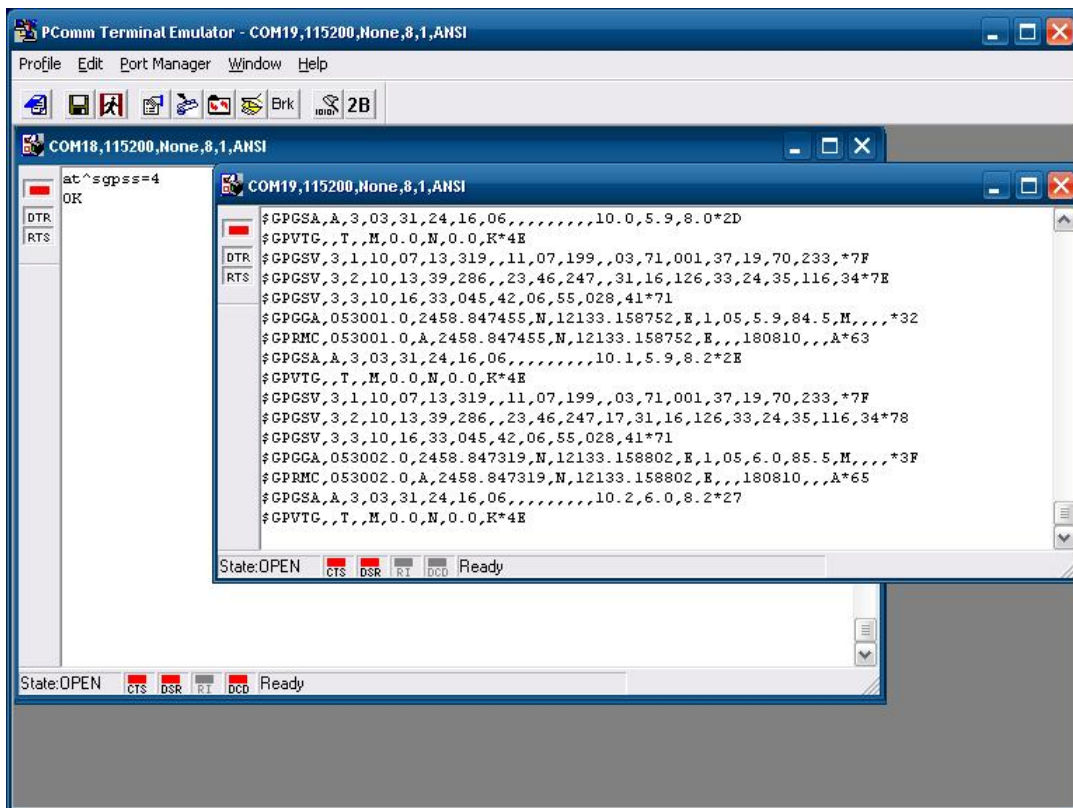 PComm Terminal Emulator - COM19,115200,None,8,1,ANSI
Profile Edit Port Manager Window Help
Brk 2B
COM18,115200,None,8,1,ANSI
DTR
RTS
at^sgpss=4
OK
State:OPEN CTS DSR RI DCD Ready
COM19,115200,None,8,1,ANSI
DTR
RTS
$GPGSA,A,3,03,31,24,16,06,,,,,,,,,10.0,5.9,8.0*2D
$GPVTG,,T,,M,0.0,N,0.0,K*4E
$GPGSV,3,1,10,07,13,319,,11,07,199,,03,71,001,37,19,70,233,*7F
$GPGSV,3,2,10,13,39,286,,23,46,247,,31,16,126,33,24,35,116,34*7E
$GPGSV,3,3,10,16,33,045,42,06,55,028,41*71
$GPGGA,053001.0,2458.847455,N,12133.158752,E,1,05,5.9,84.5,M,,,,*32
$GPRMC,053001.0,A,2458.847455,N,12133.158752,E,,,180810,,,A*63
$GPGSA,A,3,03,31,24,16,06,,,,,,,,,10.1,5.9,8.2*2E
$GPVTG,,T,,M,0.0,N,0.0,K*4E
$GPGSV,3,1,10,07,13,319,,11,07,199,,03,71,001,37,19,70,233,*7F
$GPGSV,3,2,10,13,39,286,,23,46,247,17,31,16,126,33,24,35,116,34*78
$GPGSV,3,3,10,16,33,045,42,06,55,028,41*71
$GPGGA,053002.0,2458.847319,N,12133.158802,E,1,05,6.0,85.5,M,,,,*3F
$GPRMC,053002.0,A,2458.847319,N,12133.158802,E,,,180810,,,A*65
$GPGSA,A,3,03,31,24,16,06,,,,,,,,,10.2,6.0,8.2*27
$GPVTG,,T,,M,0.0,N,0.0,K*4E
State:OPEN CTS DSR RI DCD Ready